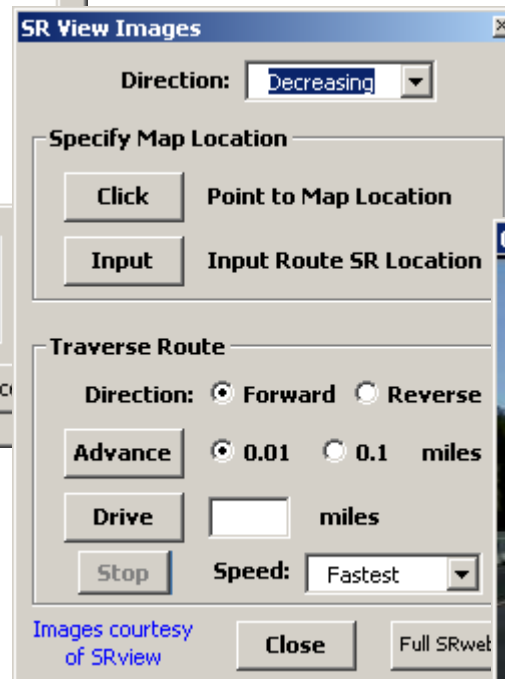 SR View Images
Direction: Decreasing
Specify Map Location
Click Point to Map Location
Input Input Route SR Location
Traverse Route
Direction: Forward Reverse
Advance 0.01 0.1 miles
Drive miles
Stop Speed: Fastest
Images courtesy
of SRview
Close
Full SRweb